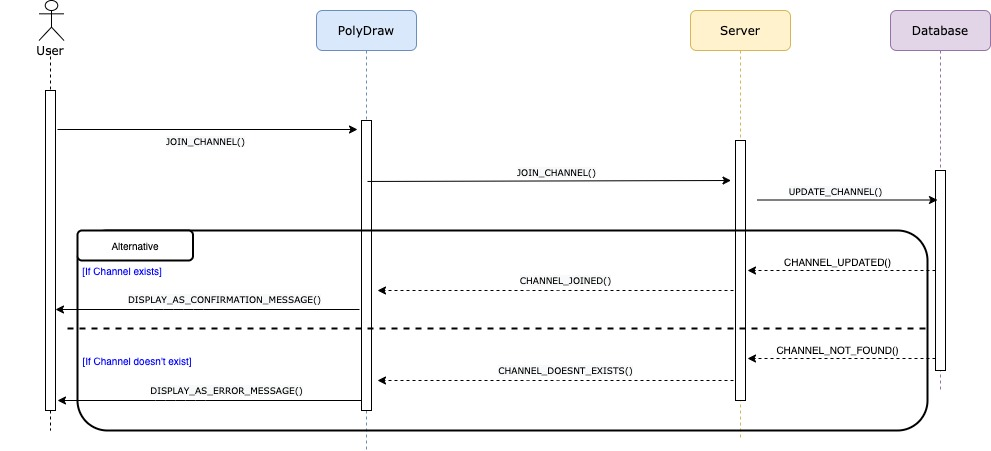 User
PolyDraw
Server
Database
JOIN_CHANNEL()
JOIN_CHANNEL()
UPDATE_CHANNEL()
Alternative
[If Channel exists]
CHANNEL_UPDATED()
CHANNEL_JOINED()
DISPLAY_AS_CONFIRMATION_MESSAGE()
[If Channel doesn't exist]
CHANNEL_NOT_FOUND()
CHANNEL_DOESNT_EXISTS()
DISPLAY_AS_ERROR_MESSAGE()